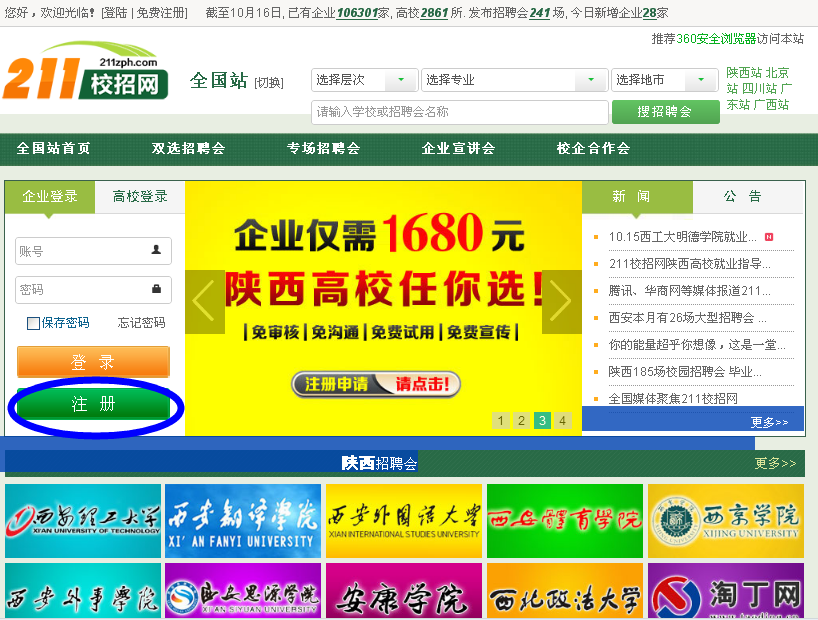 您好，欢迎光临! [登陆 | 免费注册] 截至10月16日, 已有企业106301家, 高校2861 所. 发布招聘会241 场, 今日新增企业28家
推荐360安全浏览器访问本站
211zph.com
211校招网
全国站 [切换]
选择层次 选择专业 选择地市
请输入学校或招聘会名称 搜招聘会
陕西站 北京
站 四川站 广
东站 广西站
全国站首页 双选招聘会 专场招聘会 企业宣讲会 校企合作会
企业登录 高校登录
账号
密码
保存密码 忘记密码
登 录
注 册
企业仅需1680元
陕西高校任你选!
|免审核|免沟通|免费试用|免费宣传|
注册申请 请点击!
1 2 3 4
新 闻 公 告
10.15西工大明德学院就业... N
211校招网陕西高校就业指导...
腾讯、华商网等媒体报道211...
西安本月有26场大型招聘会 ...
你的能量超乎你想像，这是一堂...
陕西185场校园招聘会 毕业...
全国媒体聚焦211校招网
更多>>
陕西招聘会 更多>>
西安理工大学
XI'AN UNIVERSITY OF TECHNOLOGY
西安翻译学院
XI'AN FANYI UNIVERSITY
西安外国语大学
XIAN INTERNATIONAL STUDIES UNIVERSITY
西安体育学院
西京学院
XIJING UNIVERSITY
西安外事学院
西安思源学院
XI'AN SIYUAN UNIVERSITY
安康学院
西北政法大学
淘丁网